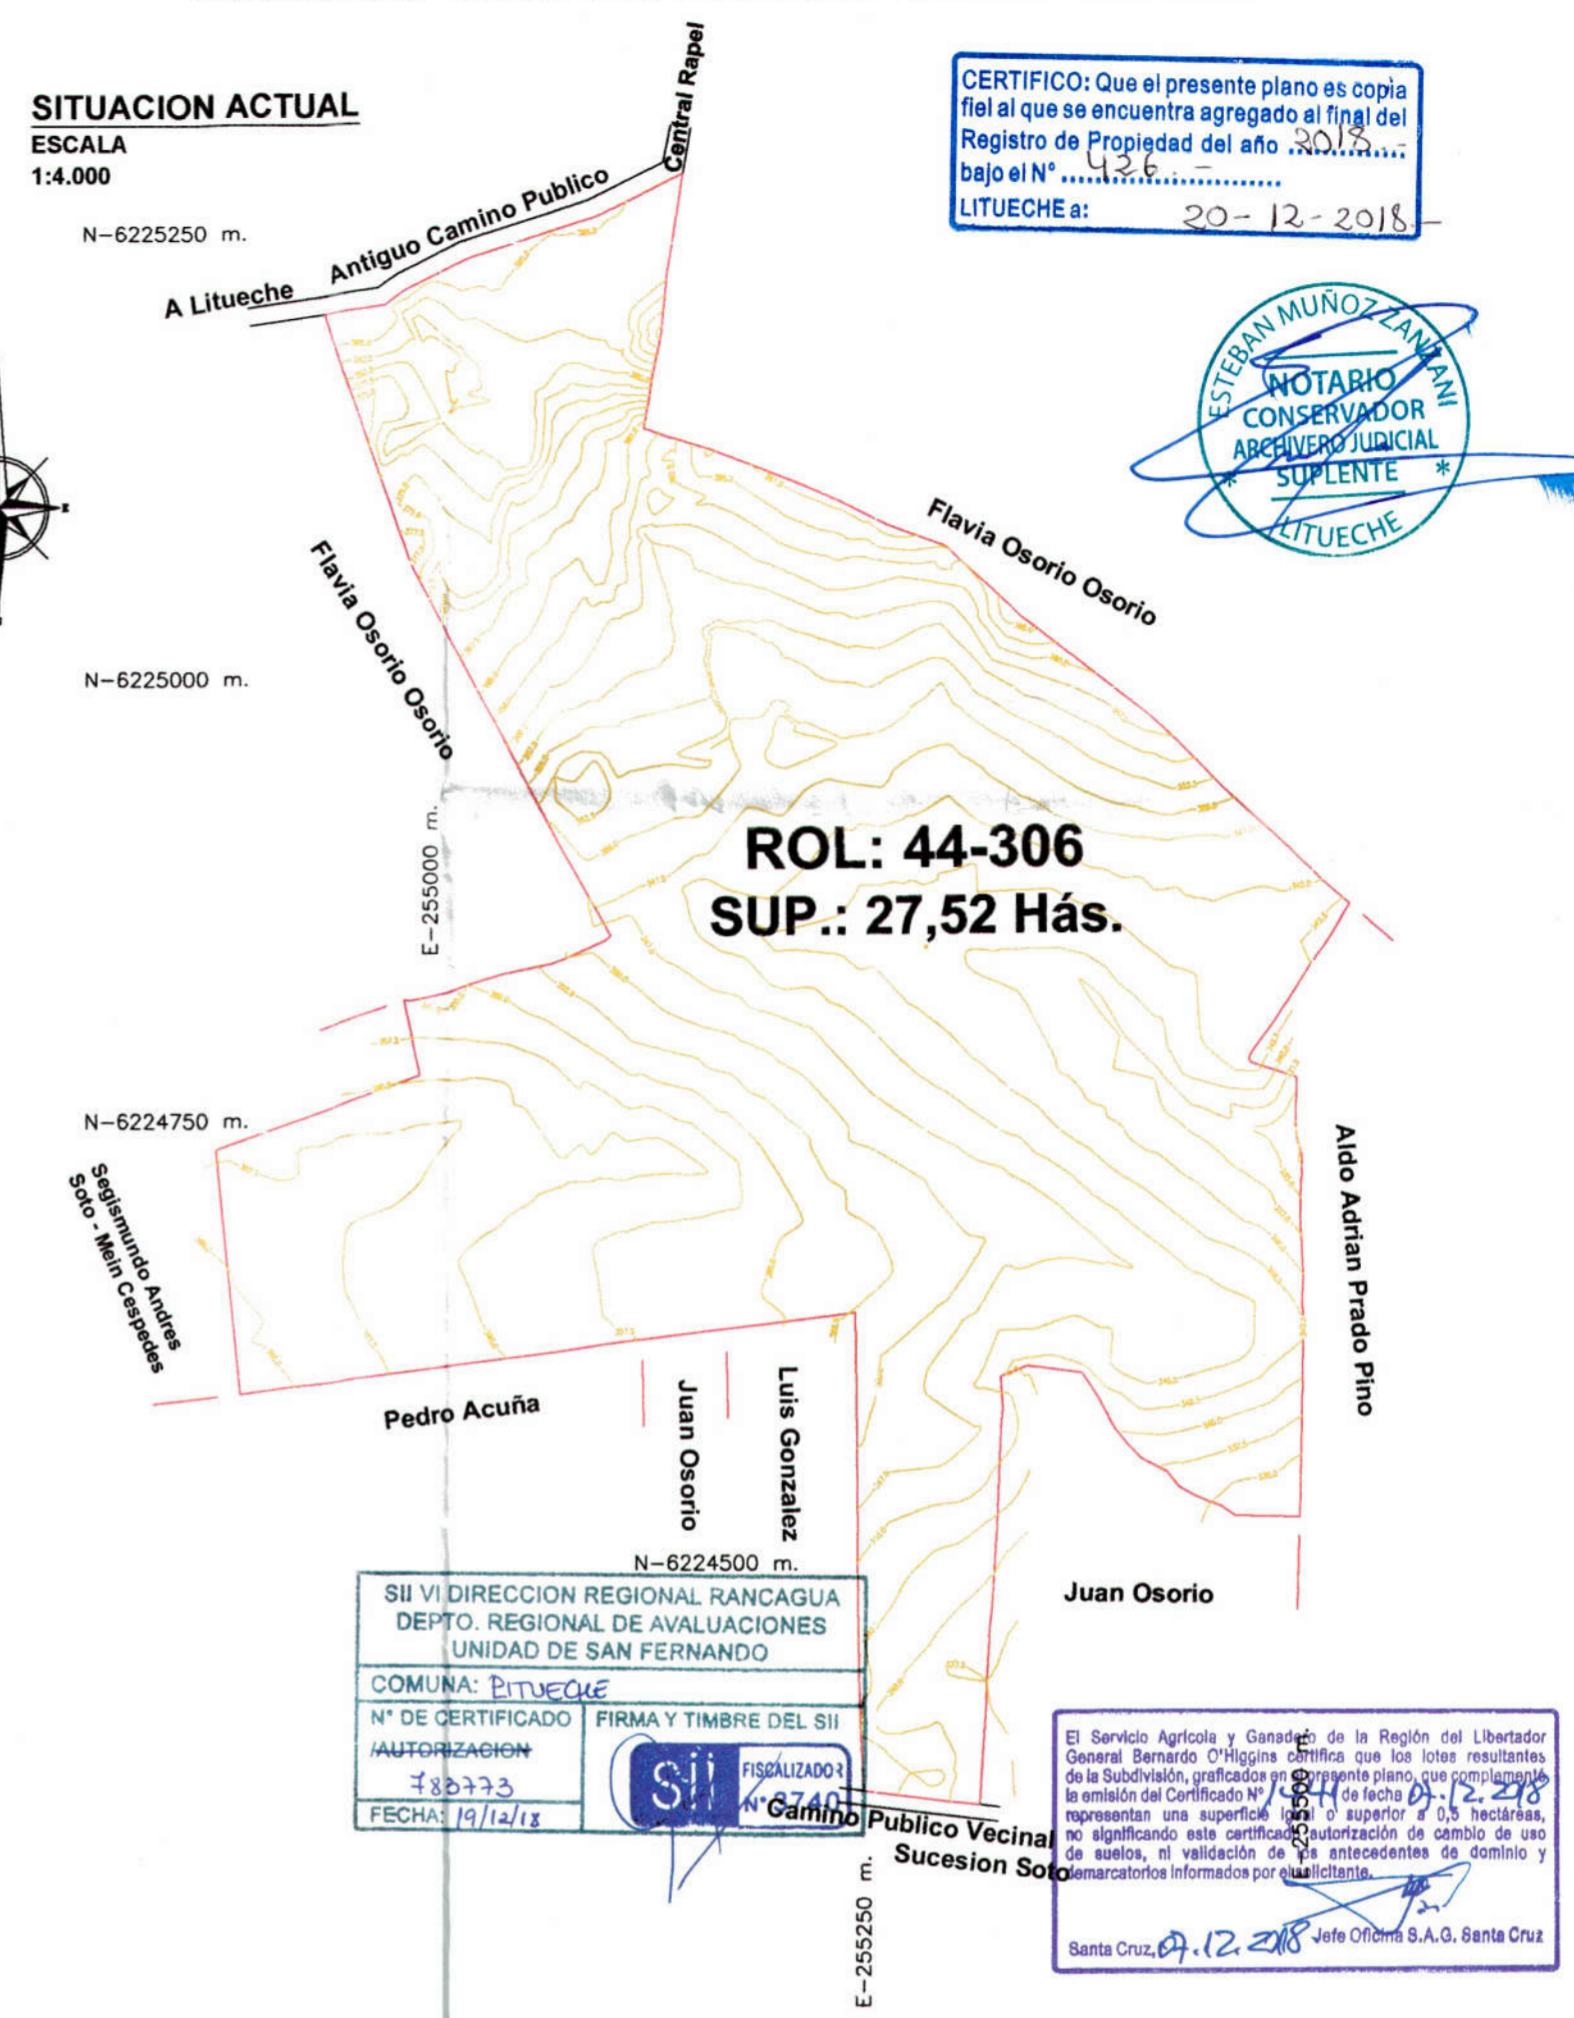 SITUACION ACTUAL
ESCALA
1:4.000
CERTIFICO: Que el presente plano es copia
fiel al que se encuentra agregado al final del
Registro de Propiedad del año 2018.-
bajo el N° 426.-
LITUECHE a: 20-12-2018-
Central Rapel
Antiguo Camino Publico
A Litueche
N-6225250 m.
ESTEBAN MUÑOZ
NOTARIO
CONSERVADOR
ARCHIVERO JUDICIAL
SUPLENTE
LITUECHE
E
Flavia Osorio Osorio
Flavia Osorio Osorio
N-6225000 m.
E-255000 m.
ROL: 44-306
SUP.: 27,52 Hás.
N-6224750 m.
Segismundo Andres
Soto - Mein Cespedes
Aldo Adrian Prado Pino
Pedro Acuña
Juan Osorio
Luis Gonzalez
N-6224500 m.
Juan Osorio
SII VI DIRECCION REGIONAL RANCAGUA
DEPTO. REGIONAL DE AVALUACIONES
UNIDAD DE SAN FERNANDO
COMUNA: LITUECHE
N° DE CERTIFICADO
/AUTORIZACION
783773
FECHA: 19/12/18
FIRMA Y TIMBRE DEL SII
Sii
FISCALIZADOR
N° 3740
Camino Publico Vecinal
Sucesion Soto
E-255250 m.
E-255500 m.
El Servicio Agrícola y Ganadero de la Región del Libertador
General Bernardo O'Higgins certifica que los lotes resultantes
de la Subdivisión, graficados en el presente plano, que complementa
la emisión del Certificado N° de fecha 07.12.2018
representan una superficie igual o superior a 0,5 hectáreas,
no significando este certificado autorización de cambio de uso
de suelos, ni validación de los antecedentes de dominio y
demarcatorios informados por el solicitante.
Santa Cruz, 07.12.2018 Jefe Oficina S.A.G. Santa Cruz